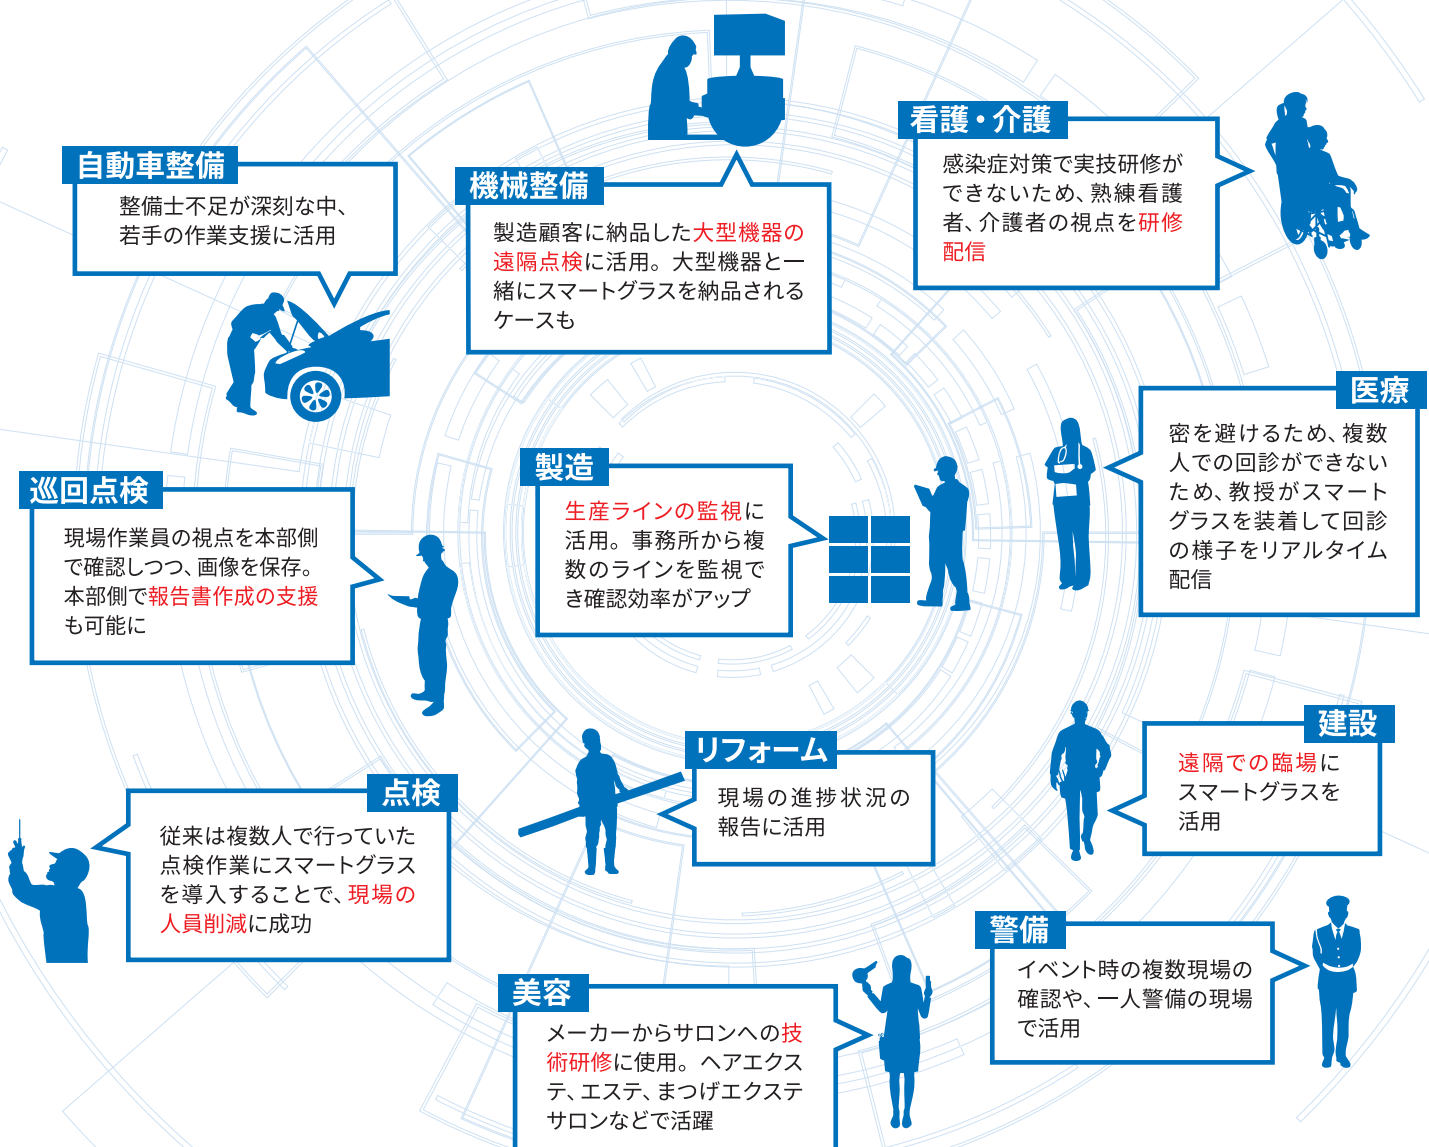 自動車整備
整備士不足が深刻な中、
若手の作業支援に活用
機械整備
製造顧客に納品した大型機器の
遠隔点検に活用。大型機器と一
緒にスマートグラスを納品される
ケースも
看護・介護
感染症対策で実技研修が
できないため、熟練看護
者、介護者の視点を研修
配信
医療
密を避けるため、複数
人での回診ができない
ため、教授がスマート
グラスを装着して回診
の様子をリアルタイム
配信
巡回点検
現場作業員の視点を本部側
で確認しつつ、画像を保存。
本部側で報告書作成の支援
も可能に
製造
生産ラインの監視に
活用。事務所から複
数のラインを監視で
き確認効率がアップ
建設
遠隔での臨場に
スマートグラスを
活用
リフォーム
現場の進捗状況の
報告に活用
点検
従来は複数人で行っていた
点検作業にスマートグラス
を導入することで、現場の
人員削減に成功
警備
イベント時の複数現場の
確認や、一人警備の現場
で活用
美容
メーカーからサロンへの技
術研修に使用。ヘアエクス
テ、エステ、まつげエクステ
サロンなどで活躍